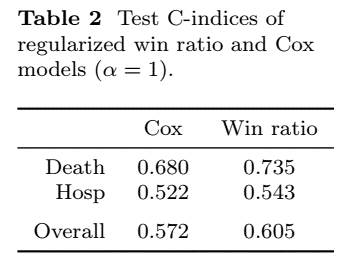 Table 2 Test C-indices of
regularized win ratio and Cox
models (α = 1).
Cox Win ratio
Death 0.680 0.735
Hosp 0.522 0.543
Overall 0.572 0.605